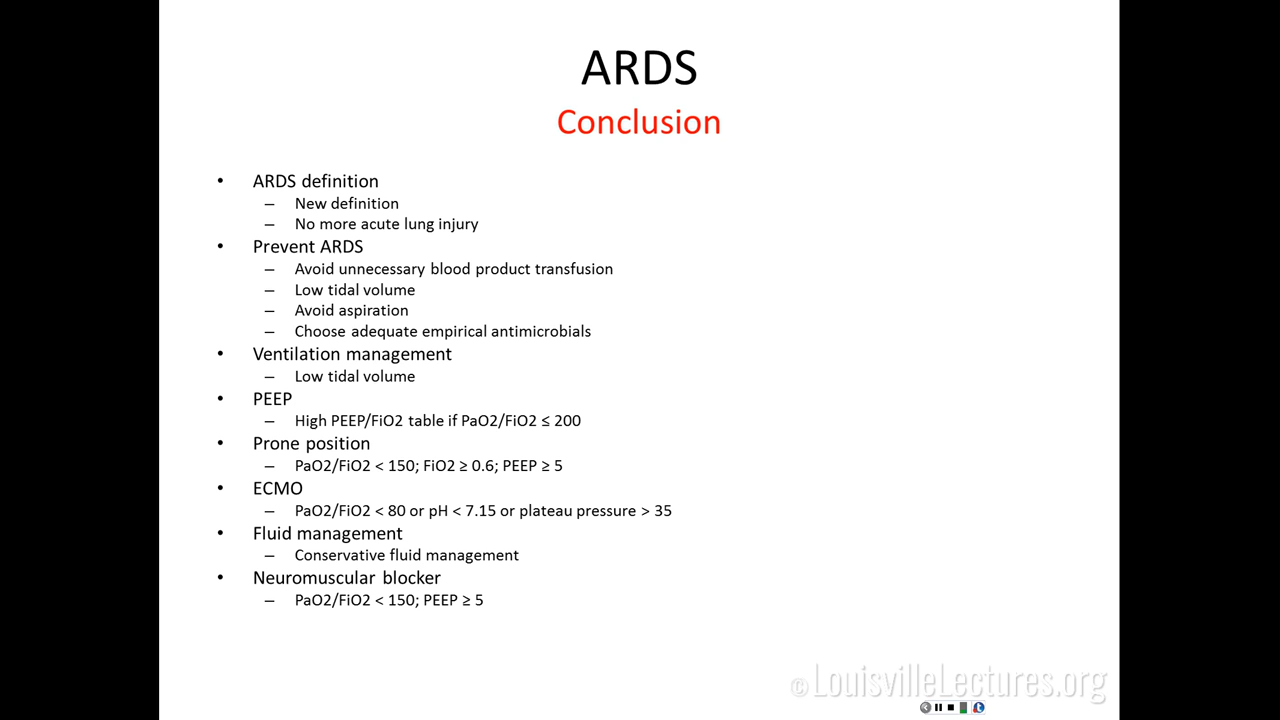 ARDS
Conclusion
• ARDS definition
– New definition
– No more acute lung injury
• Prevent ARDS
– Avoid unnecessary blood product transfusion
– Low tidal volume
– Avoid aspiration
– Choose adequate empirical antimicrobials
• Ventilation management
– Low tidal volume
• PEEP
– High PEEP/FiO2 table if PaO2/FiO2 ≤ 200
• Prone position
– PaO2/FiO2 < 150; FiO2 ≥ 0.6; PEEP ≥ 5
• ECMO
– PaO2/FiO2 < 80 or pH < 7.15 or plateau pressure > 35
• Fluid management
– Conservative fluid management
• Neuromuscular blocker
– PaO2/FiO2 < 150; PEEP ≥ 5
©LouisvilleLectures.org